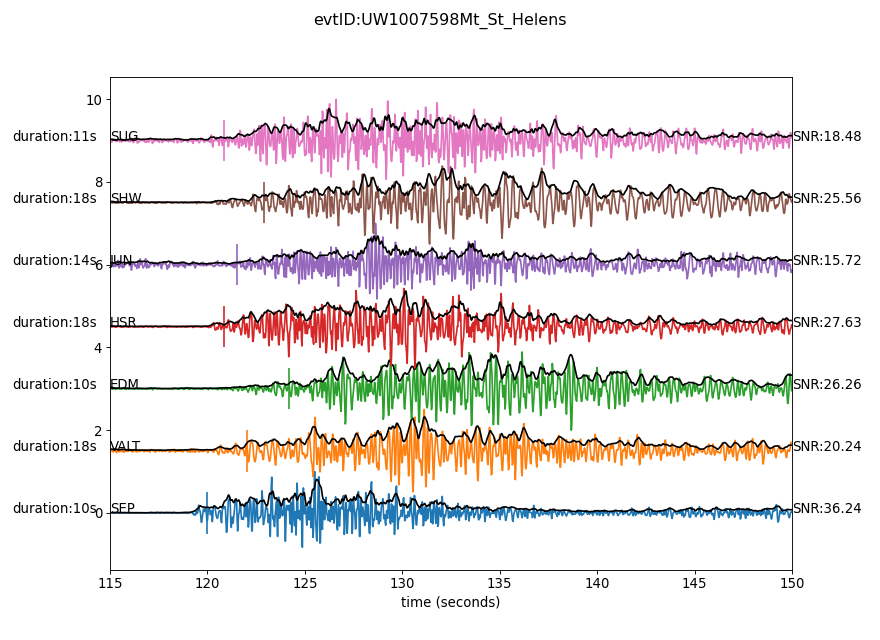 evtID:UW1007598Mt_St_Helens
10
duration:11s SUG SNR:18.48
8
duration:18s SHW SNR:25.56
duration:14s JUN SNR:15.72
6
duration:18s HSR SNR:27.63
4
duration:10s EDM SNR:26.26
2
duration:18s VALT SNR:20.24
duration:10s SEP SNR:36.24
0
115 120 125 130 135 140 145 150
time (seconds)